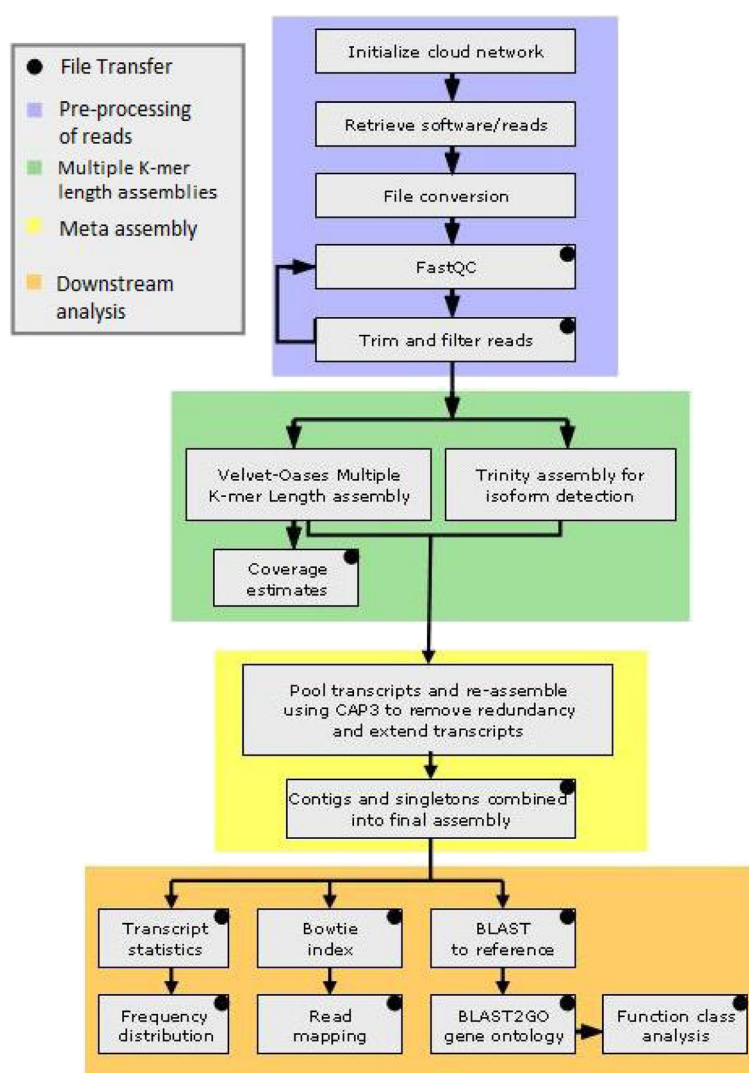 File Transfer
Pre-processing
of reads
Multiple K-mer
length assemblies
Meta assembly
Downstream
analysis
Initialize cloud network
Retrieve software/reads
File conversion
FastQC
Trim and filter reads
Velvet-Oases Multiple
K-mer Length assembly
Trinity assembly for
isoform detection
Coverage
estimates
Pool transcripts and re-assemble
using CAP3 to remove redundancy
and extend transcripts
Contigs and singletons combined
into final assembly
Transcript
statistics
Bowtie
index
BLAST
to reference
Frequency
distribution
Read
mapping
BLAST2GO
gene ontology
Function class
analysis